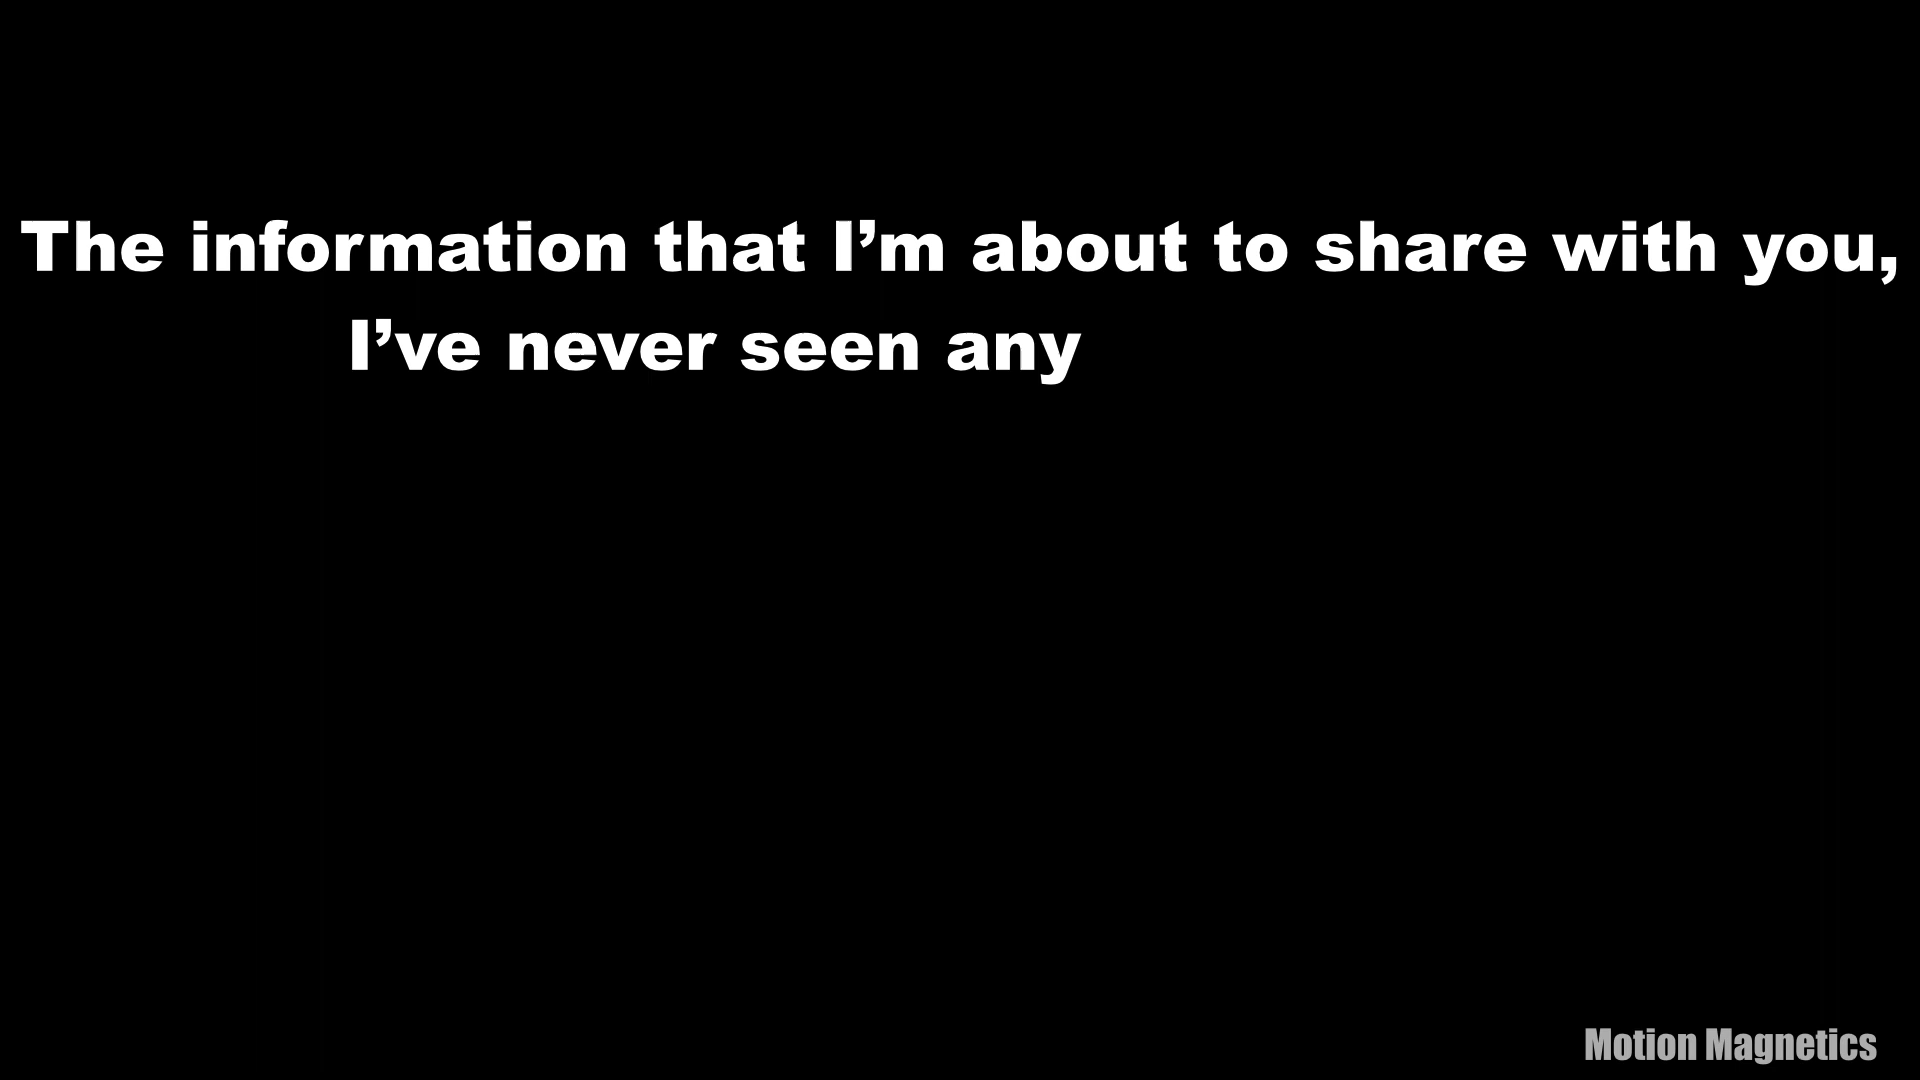 The information that I’m about to share with you,
I’ve never seen any
Motion Magnetics